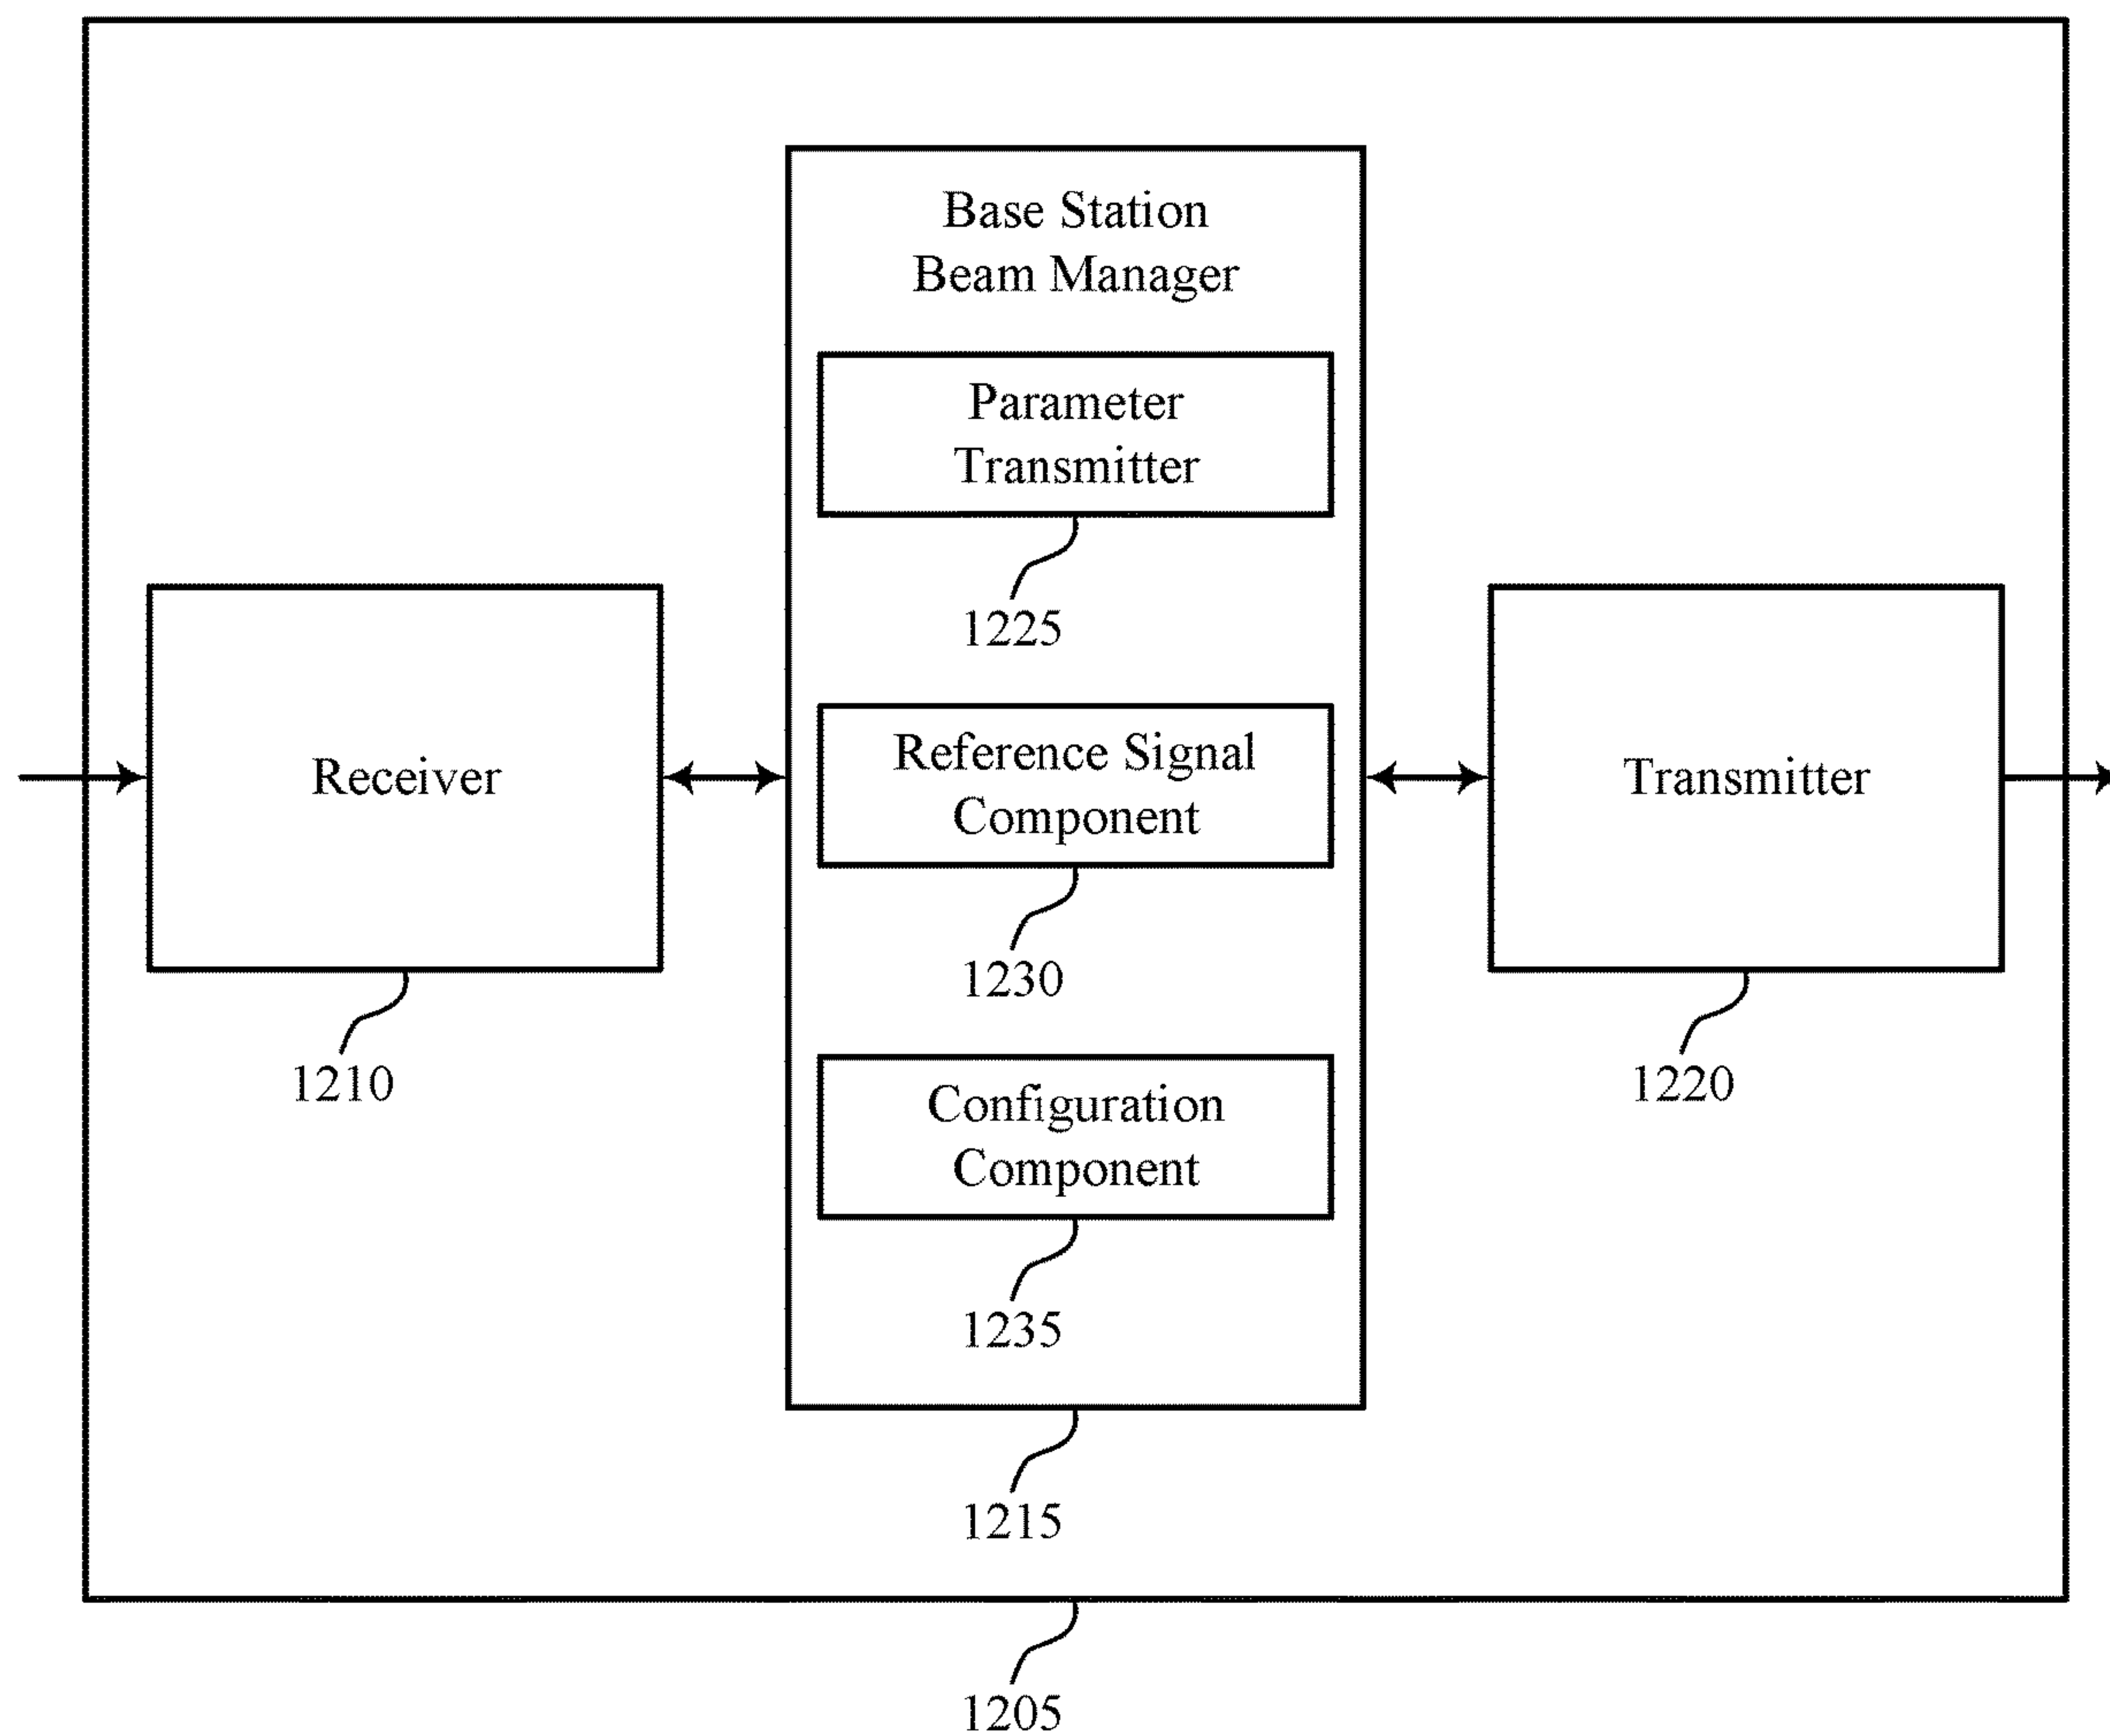 Base Station
Beam Manager
Parameter
Transmitter
1225
Receiver
1210
Reference Signal
Component
1230
Transmitter
1220
Configuration
Component
1235
1215
1205